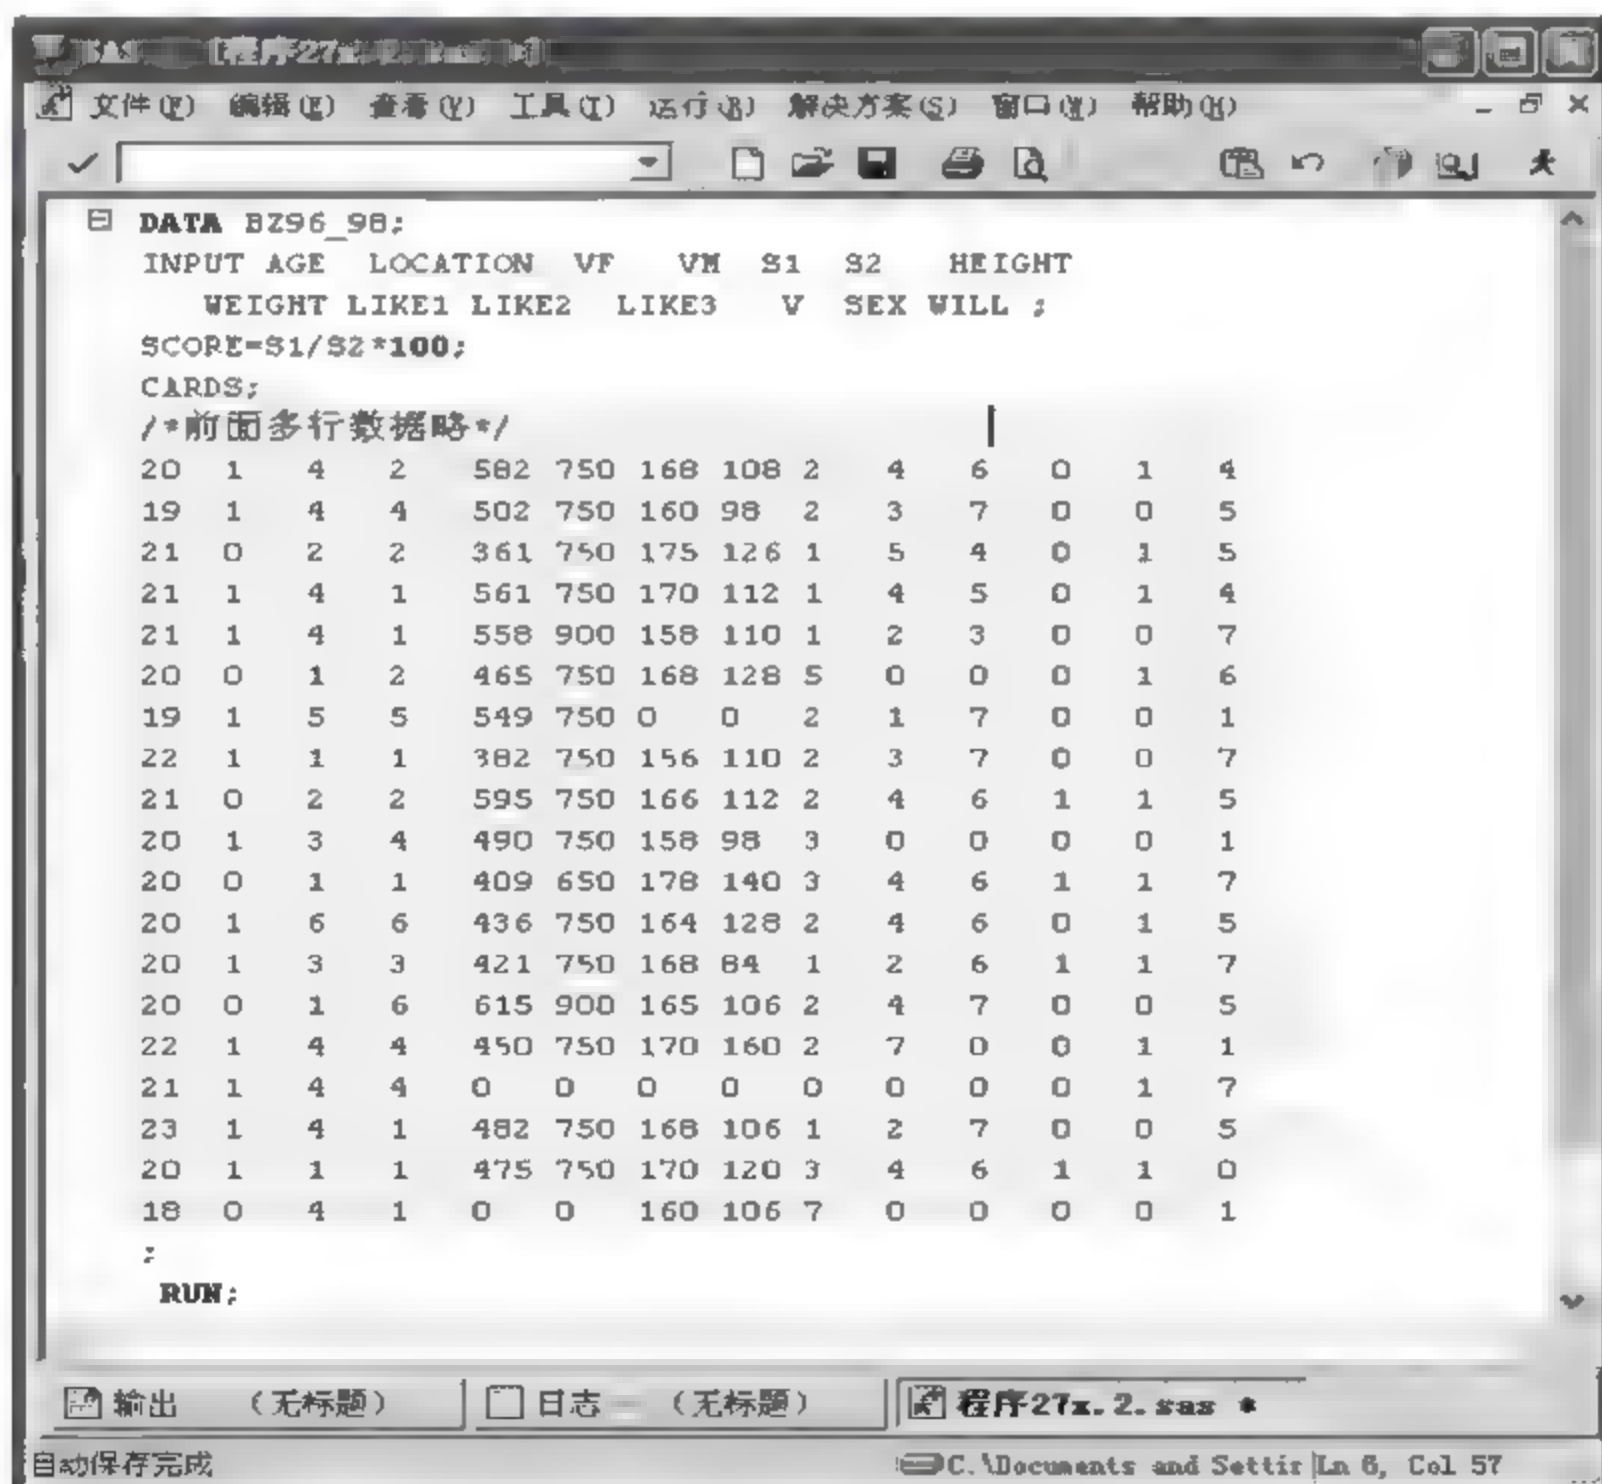 程序27x
文件(F) 编辑(E) 查看(V) 工具(T) 运行(R) 解决方案(S) 窗口(W) 帮助(H)
DATA BZ96_98;
INPUT AGE LOCATION VF VM S1 S2 HEIGHT
WEIGHT LIKE1 LIKE2 LIKE3 V SEX WILL ;
SCORE=S1/S2*100;
CARDS;
/*前面多行数据略*/
20 1 4 2 582 750 168 108 2 4 6 0 1 4
19 1 4 4 502 750 160 98 2 3 7 0 0 5
21 0 2 2 361 750 175 126 1 5 4 0 1 5
21 1 4 1 561 750 170 112 1 4 5 0 1 4
21 1 4 1 558 900 158 110 1 2 3 0 0 7
20 0 1 2 465 750 168 128 5 0 0 0 1 6
19 1 5 5 549 750 0 0 2 1 7 0 0 1
22 1 1 1 382 750 156 110 2 3 7 0 0 7
21 0 2 2 595 750 166 112 2 4 6 1 1 5
20 1 3 4 490 750 158 98 3 0 0 0 0 1
20 0 1 1 409 650 178 140 3 4 6 1 1 7
20 1 6 6 436 750 164 128 2 4 6 0 1 5
20 1 3 3 421 750 168 84 1 2 6 1 1 7
20 0 1 6 615 900 165 106 2 4 7 0 0 5
22 1 4 4 450 750 170 160 2 7 0 0 1 1
21 1 4 4 0 0 0 0 0 0 0 0 1 7
23 1 4 1 482 750 168 106 1 2 7 0 0 5
20 1 1 1 475 750 170 120 3 4 6 1 1 0
18 0 4 1 0 0 160 106 7 0 0 0 0 1
;
RUN;
输出 (无标题) 日志 - (无标题) 程序27x.2.sas *
自动保存完成 C:\Documents and Settir Ln 6, Col 57